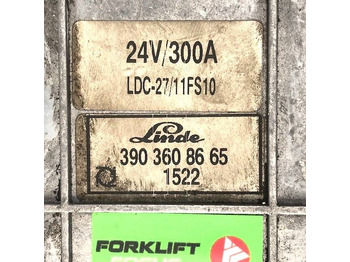 24V/300A
LDC-27/11FS10
Linde
390 360 86 65
1522
FORKLIFT